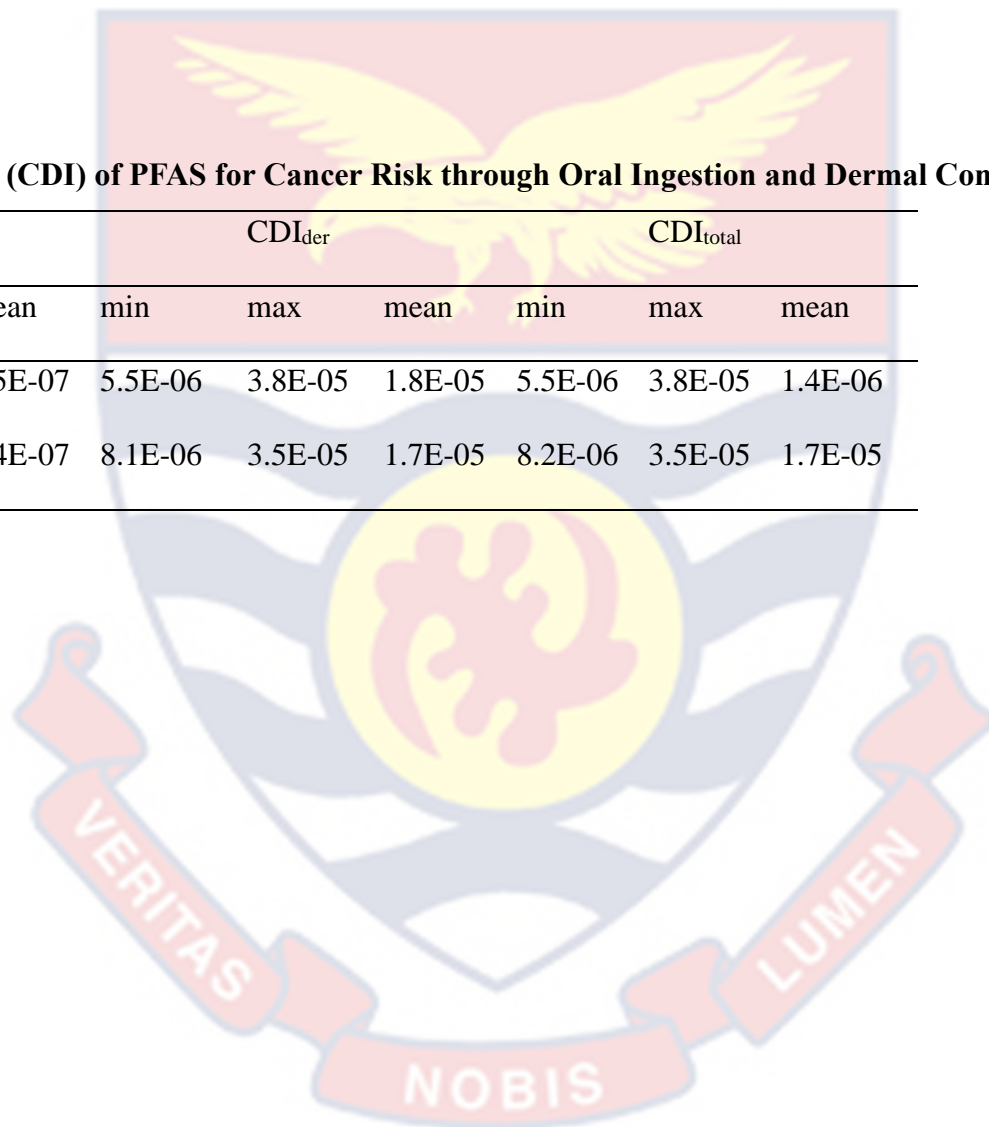 (CDI) of PFAS for Cancer Risk through Oral Ingestion and Dermal Con
CDIder CDItotal
ean min max mean min max mean
5E-07 5.5E-06 3.8E-05 1.8E-05 5.5E-06 3.8E-05 1.4E-06
4E-07 8.1E-06 3.5E-05 1.7E-05 8.2E-06 3.5E-05 1.7E-05
VERITAS
NOBIS
LUMEN